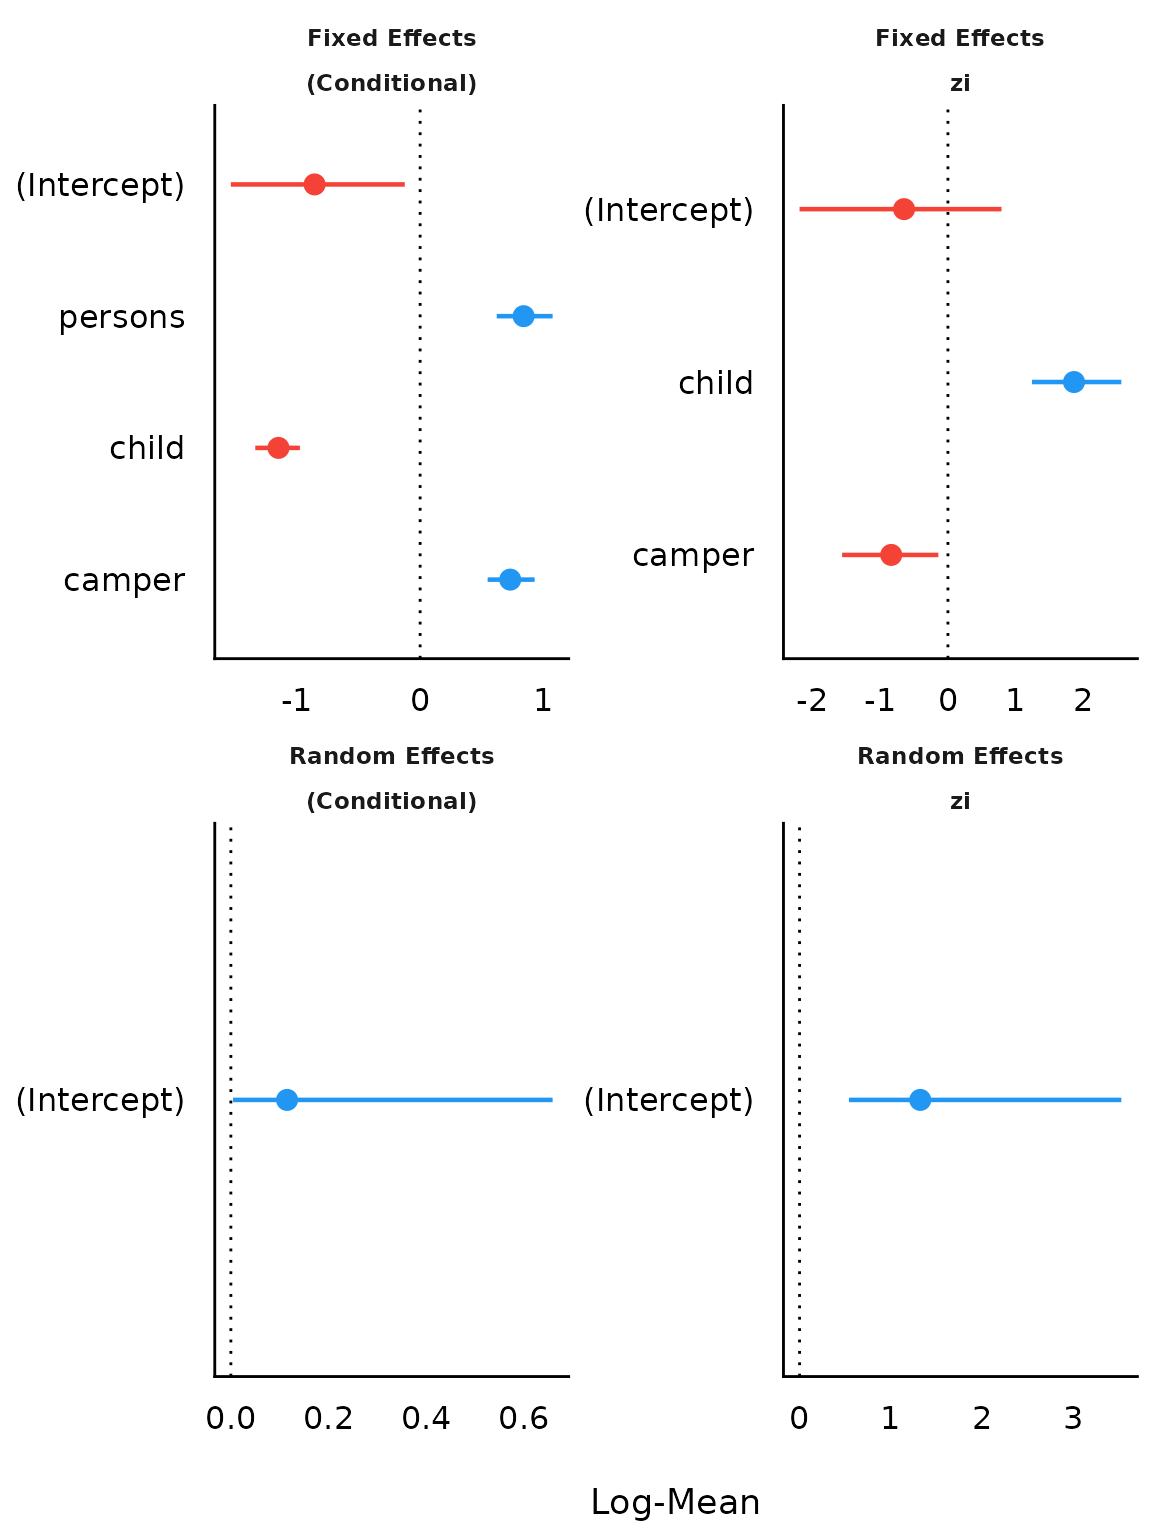 Fixed Effects
(Conditional)
(Intercept)
persons
child
camper
-1 0 1
Fixed Effects
zi
(Intercept)
child
camper
-2 -1 0 1 2
Random Effects
(Conditional)
(Intercept)
0.0 0.2 0.4 0.6
Random Effects
zi
(Intercept)
0 1 2 3
Log-Mean